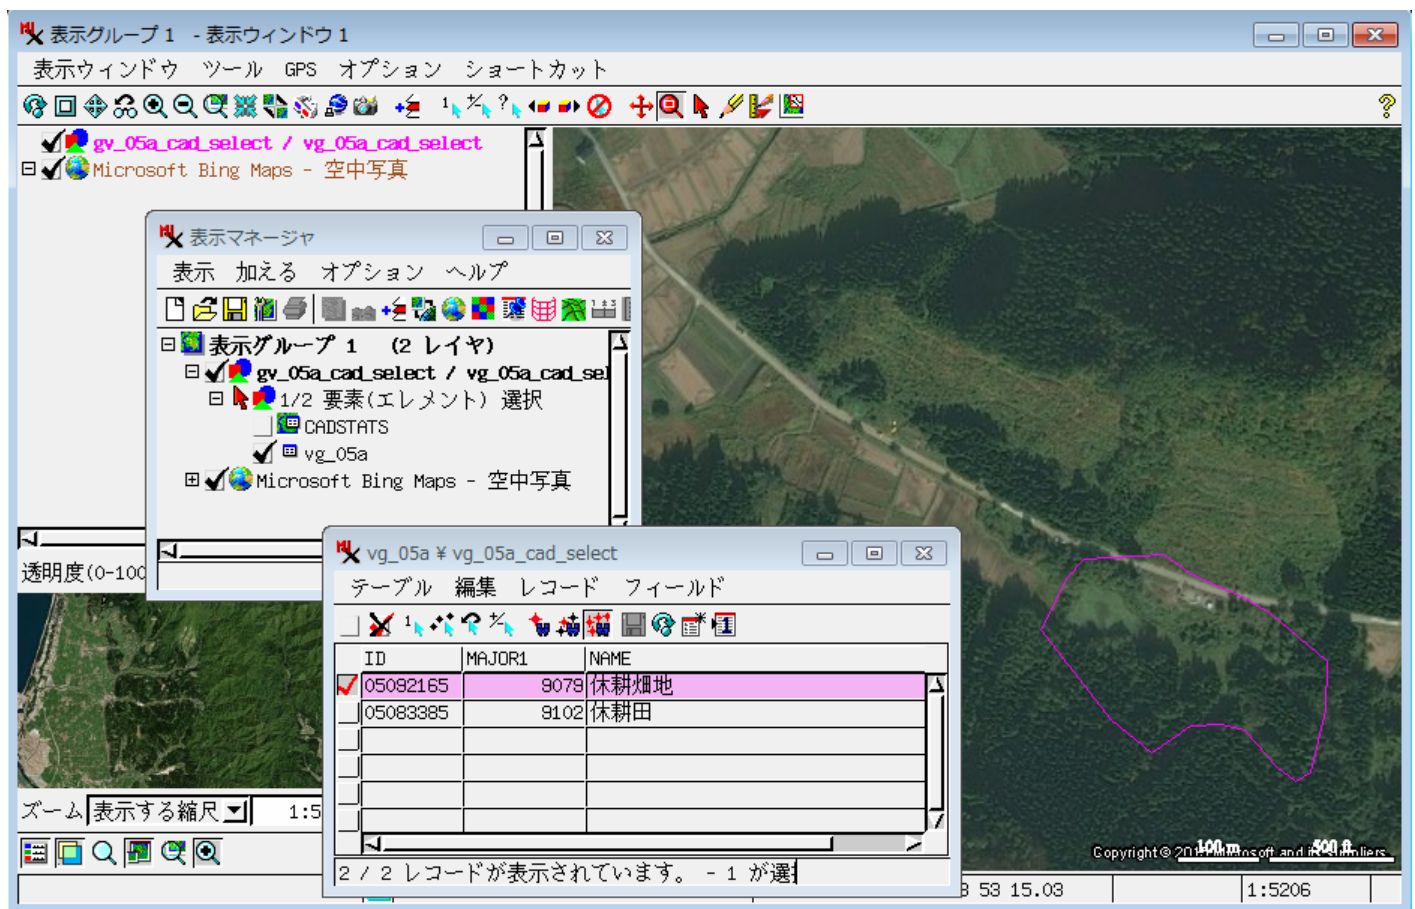 表示グループ 1 - 表示ウィンドウ 1
表示ウィンドウ ツール GPS オプション ショートカット
gv_05a_cad_select / vg_05a_cad_select
Microsoft Bing Maps - 空中写真
表示マネージャ
表示 加える オプション ヘルプ
表示グループ 1 (2 レイヤ)
gv_05a_cad_select / vg_05a_cad_sel
1/2 要素(エレメント) 選択
CADSTATS
vg_05a
Microsoft Bing Maps - 空中写真
透明度(0-100
vg_05a ¥ vg_05a_cad_select
テーブル 編集 レコード フィールド
ID MAJOR1 NAME
05092165 9079 休耕畑地
05083385 9102 休耕田
2 / 2 レコードが表示されています。 - 1 が選
ズーム 表示する縮尺 1:5
100 m 500 ft
53 15.03 1:5206